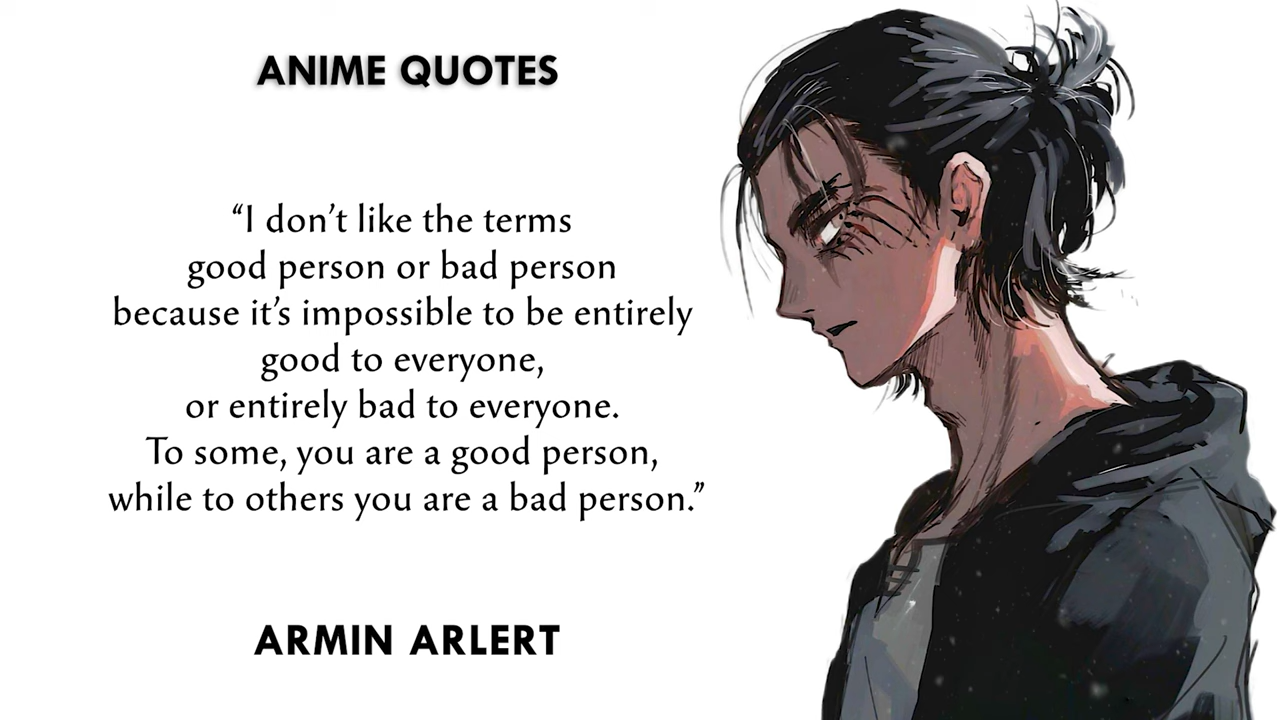 ANIME QUOTES
“I don’t like the terms
good person or bad person
because it’s impossible to be entirely
good to everyone,
or entirely bad to everyone.
To some, you are a good person,
while to others you are a bad person.”
ARMIN ARLERT